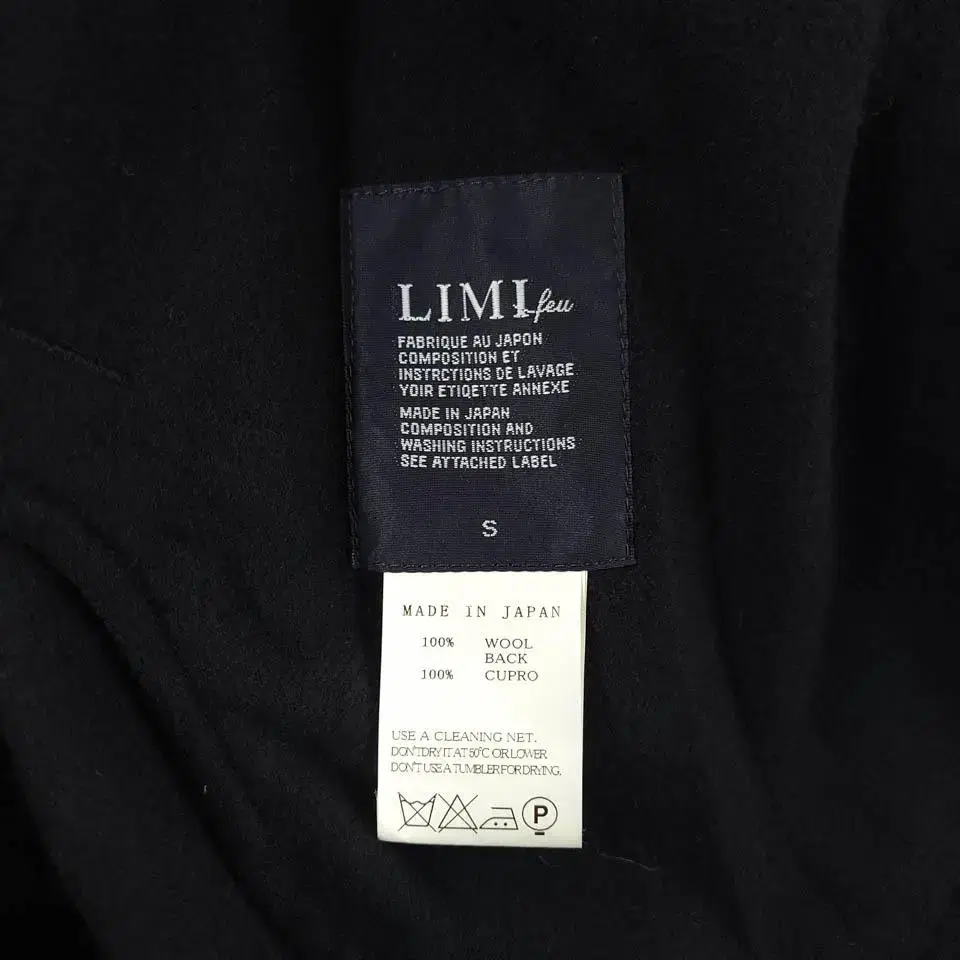 LIMI feu
FABRIQUE AU JAPON
COMPOSITION ET
INSTRCTIONS DE LAVAGE
YOIR ETIQETTE ANNEXE
MADE IN JAPAN
COMPOSITION AND
WASHING INSTRUCTIONS
SEE ATTACHED LABEL
S
MADE IN JAPAN
100% WOOL
BACK
100% CUPRO
USE A CLEANING NET.
DON'T DRY IT AT 50°C OR LOWER
DON'T USE A TUMBLER FOR DRYING.
P